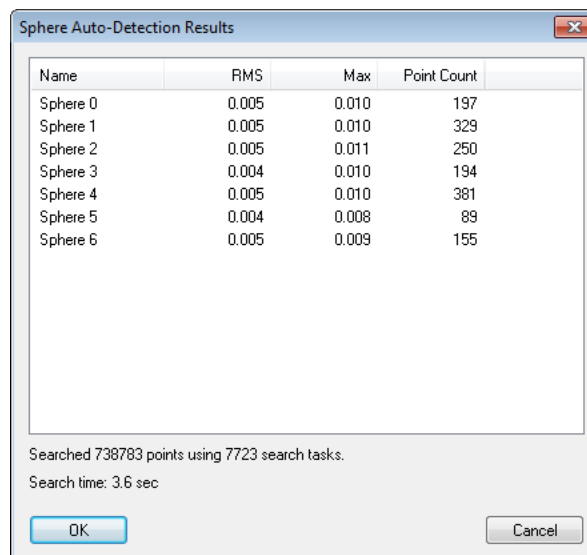 Sphere Auto-Detection Results
Name RMS Max Point Count
Sphere 0 0.005 0.010 197
Sphere 1 0.005 0.010 329
Sphere 2 0.005 0.011 250
Sphere 3 0.004 0.010 194
Sphere 4 0.005 0.010 381
Sphere 5 0.004 0.008 89
Sphere 6 0.005 0.009 155
Searched 738783 points using 7723 search tasks.
Search time: 3.6 sec
OK Cancel